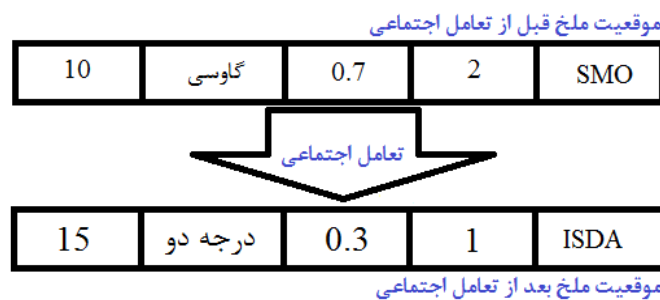 موقعیت ملخ قبل از تعامل اجتماعی
SMO 2 0.7 گاوسی 10
تعامل اجتماعی
ISDA 1 0.3 درجه دو 15
موقعیت ملخ بعد از تعامل اجتماعی